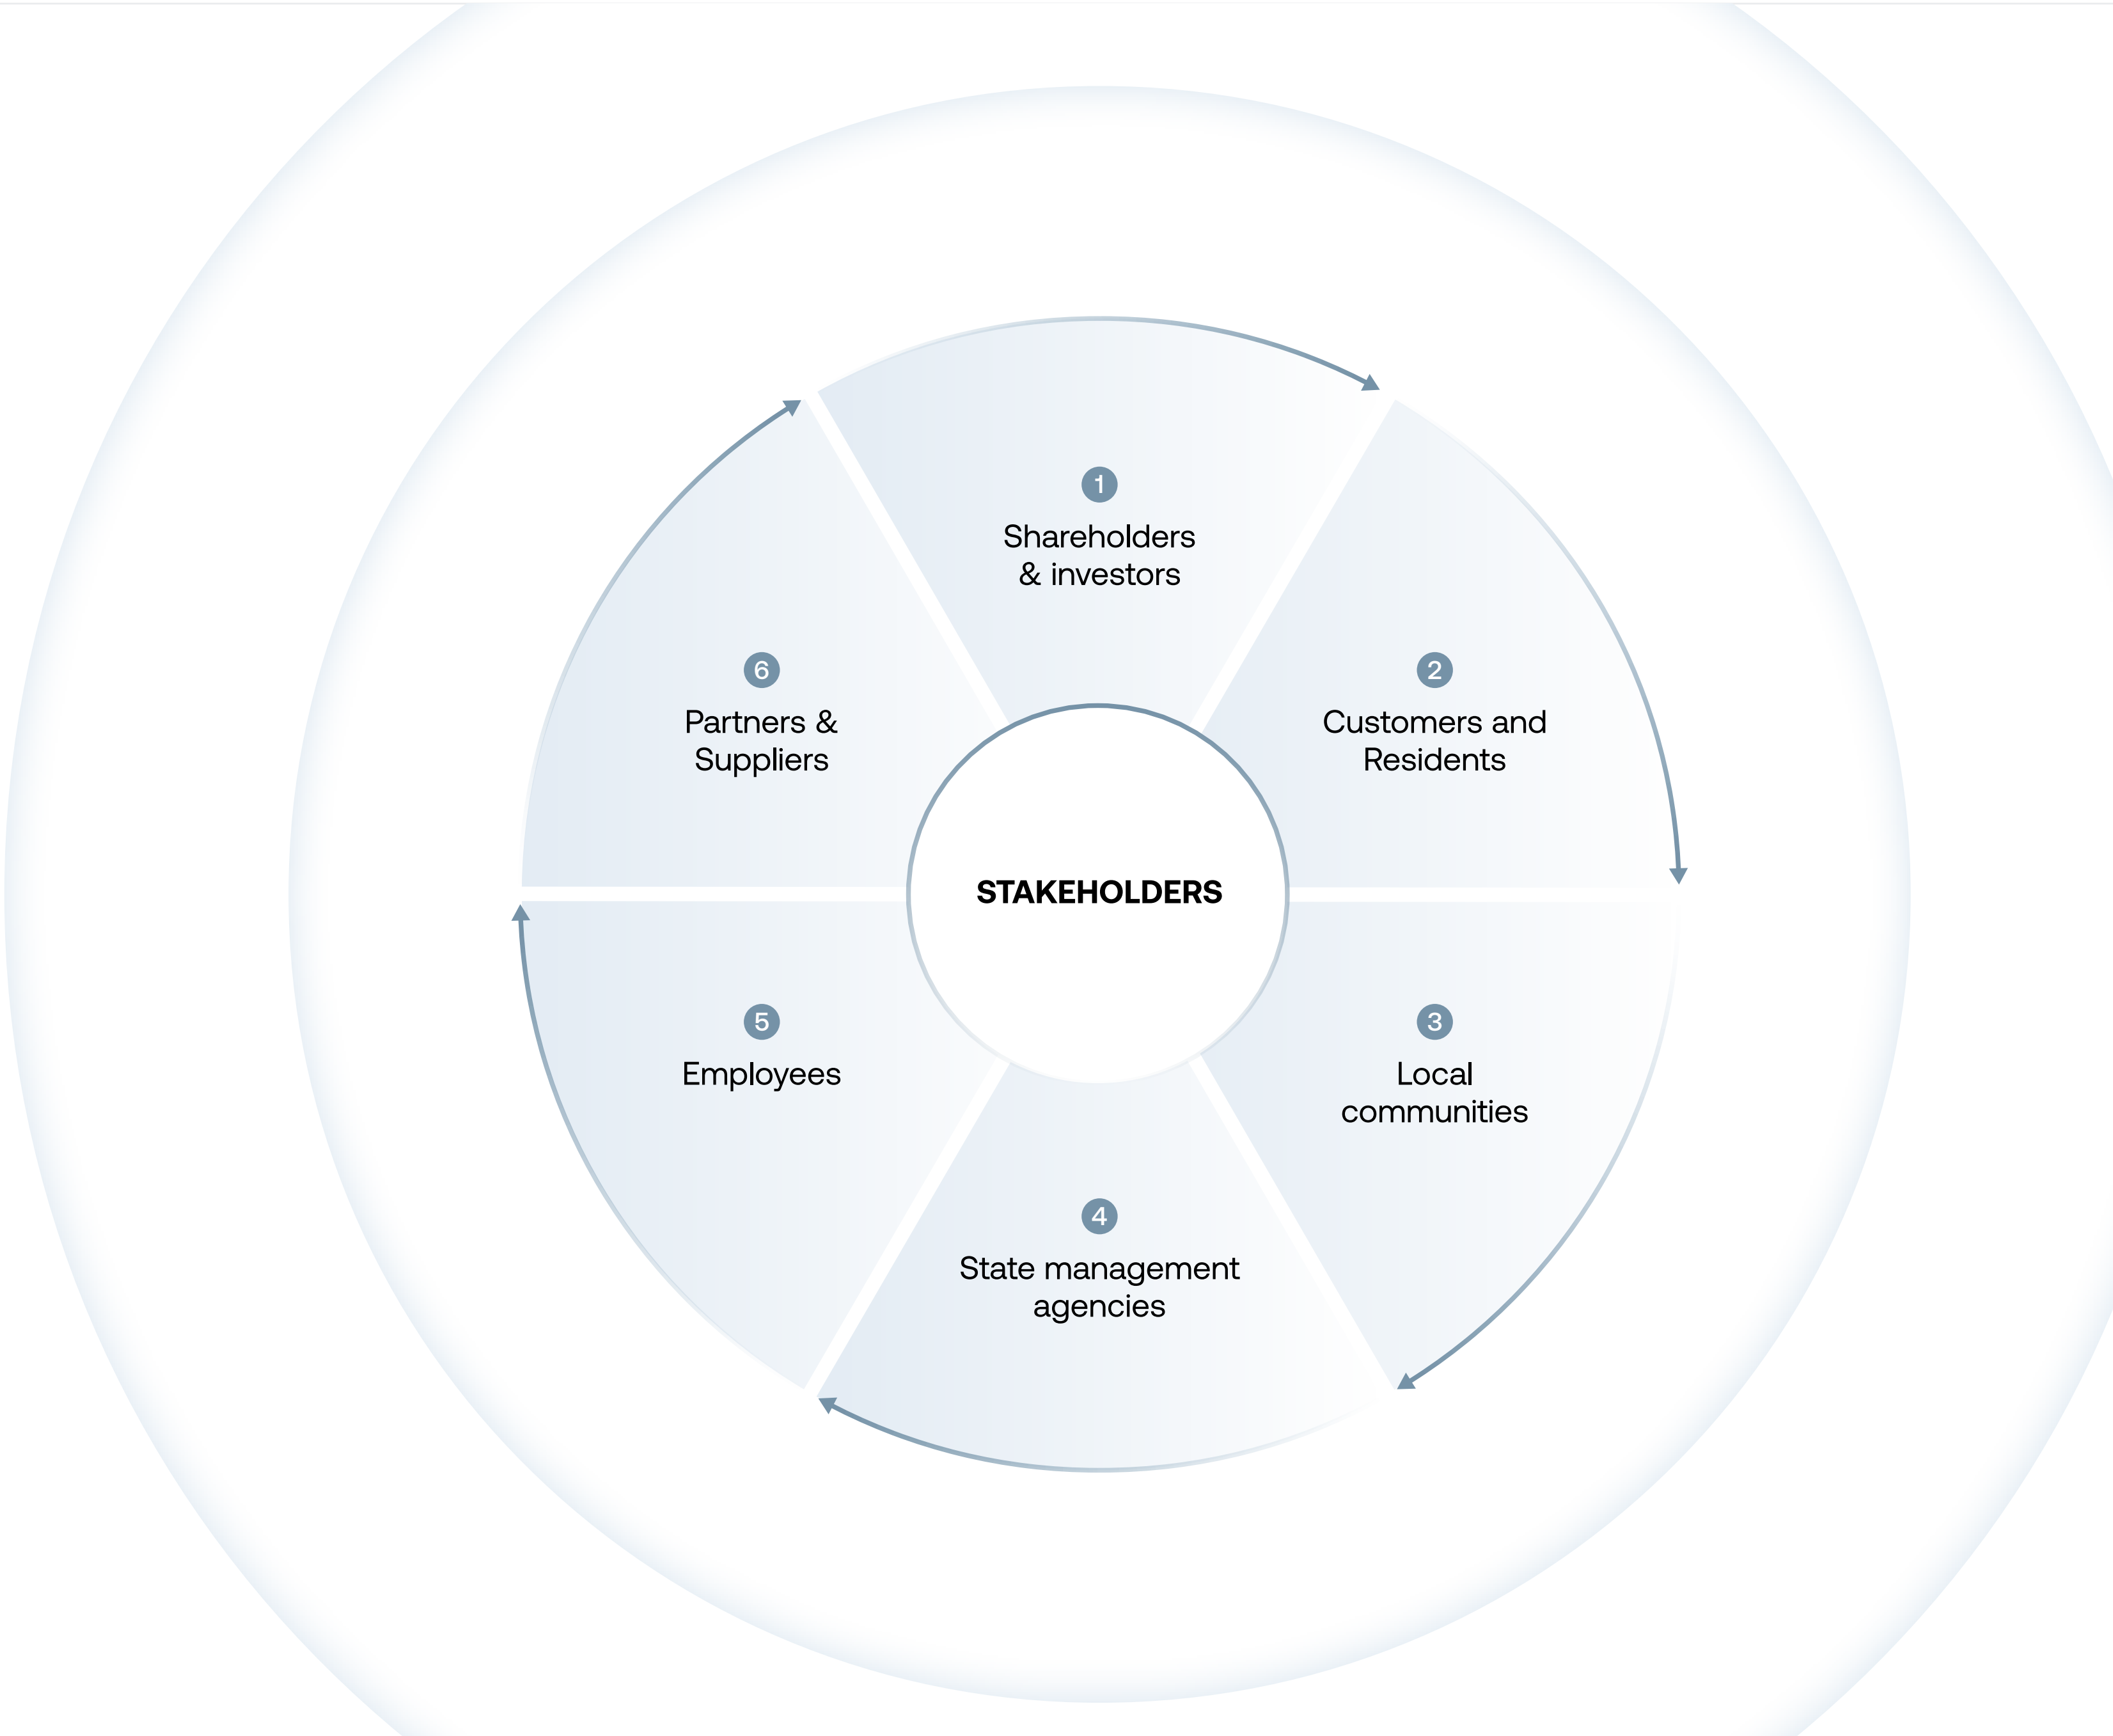 1
Shareholders
& investors
2
Customers and
Residents
3
Local
communities
4
State management
agencies
5
Employees
6
Partners &
Suppliers
STAKEHOLDERS